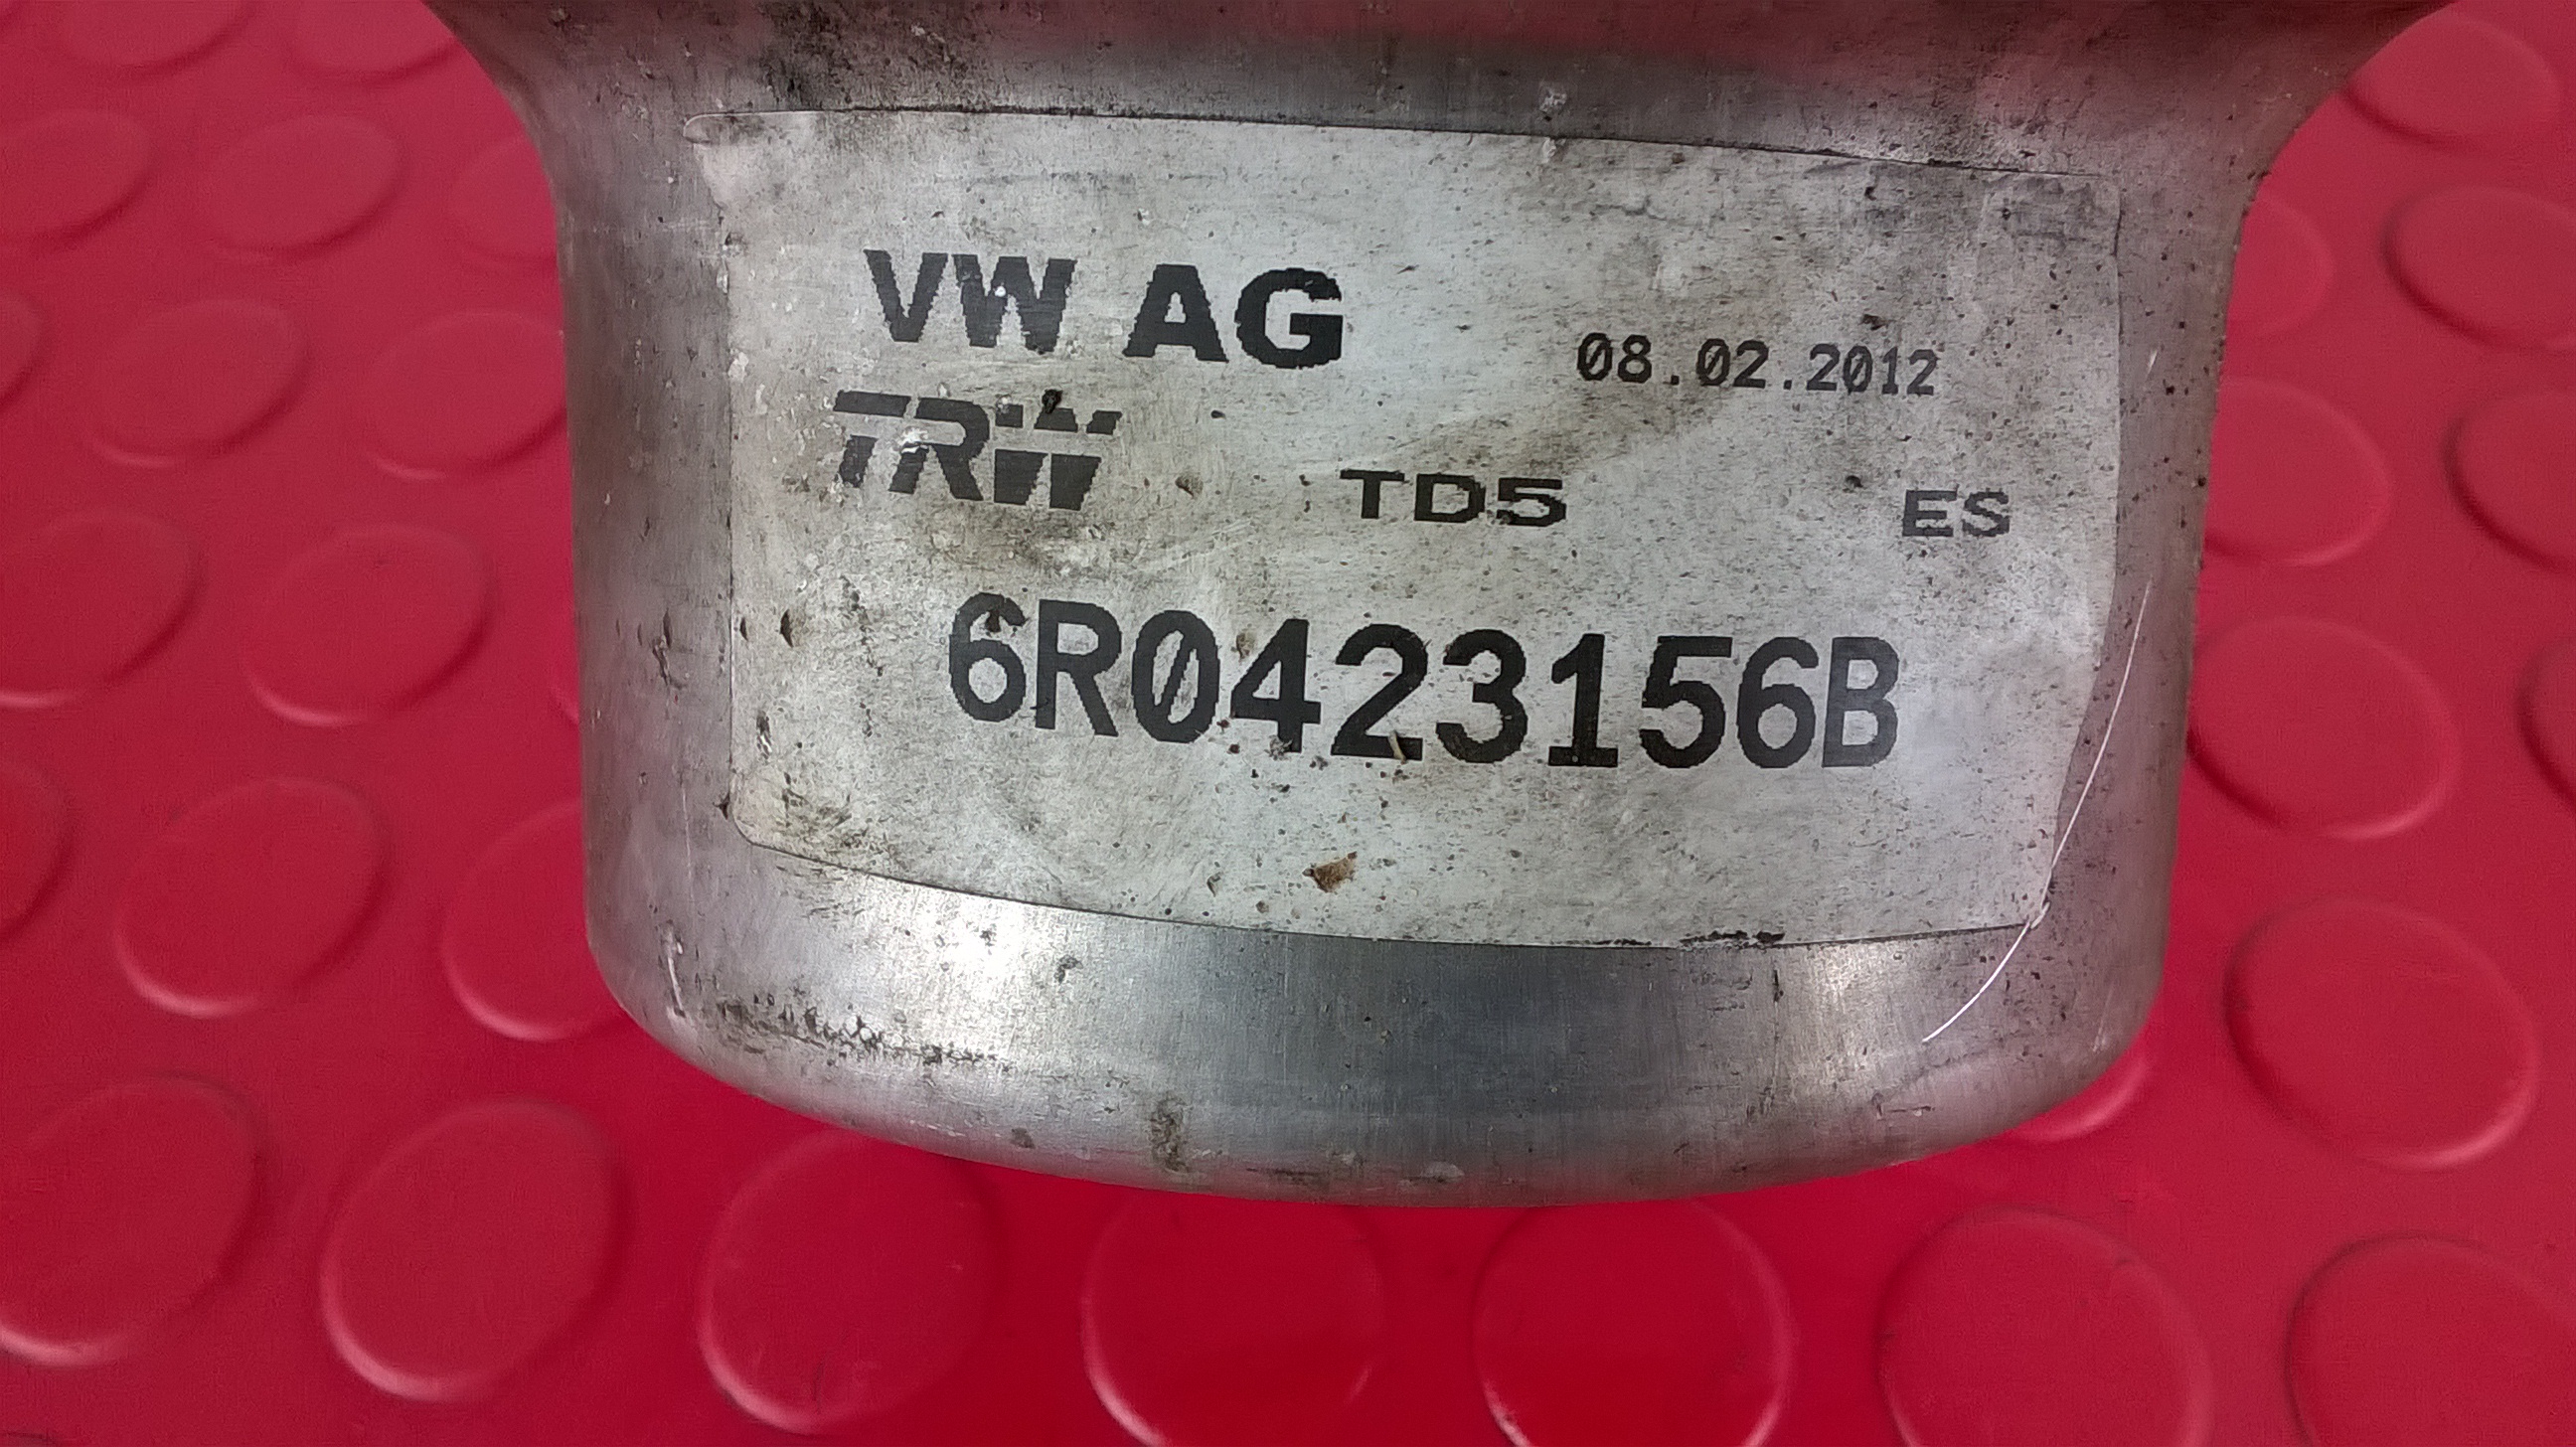 VW AG
08.02.2012
TRW TD5 ES
6R0423156B